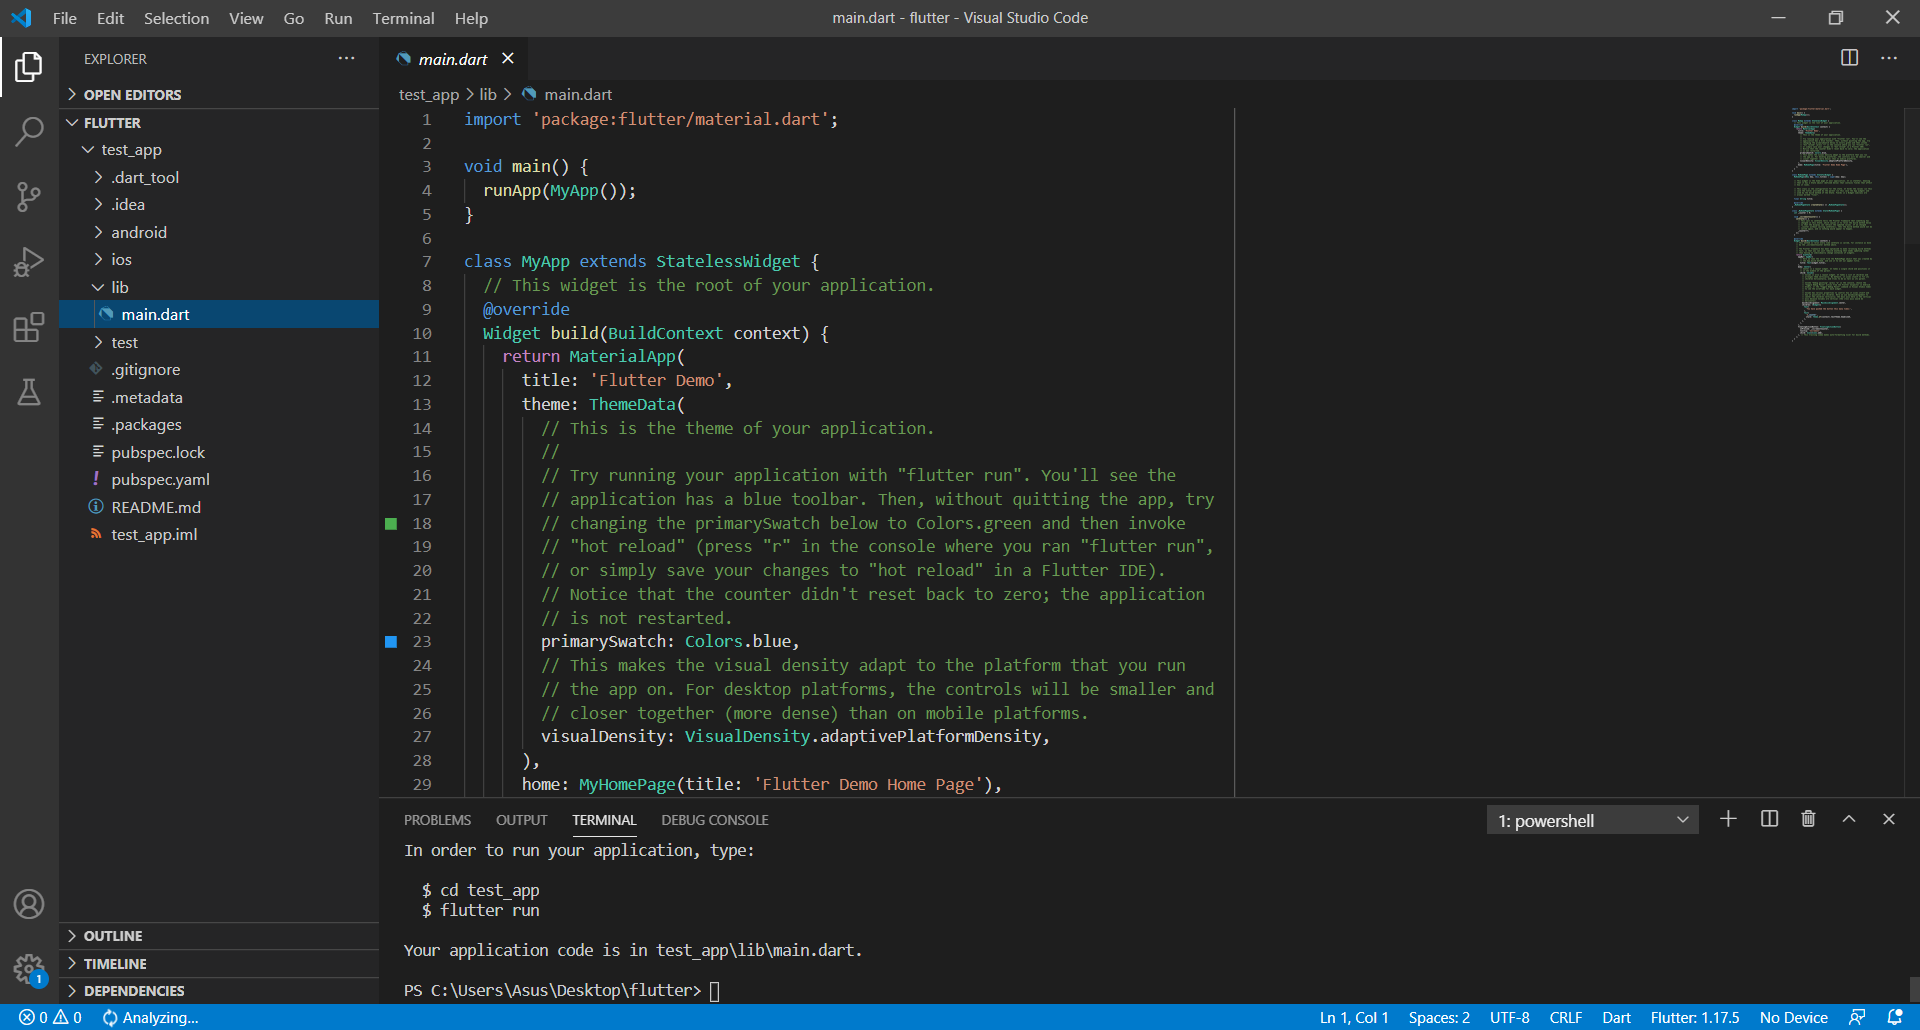 File Edit Selection View Go Run Terminal Help
main.dart - flutter - Visual Studio Code
EXPLORER
OPEN EDITORS
FLUTTER
test_app
.dart_tool
.idea
android
ios
lib
main.dart
test
.gitignore
.metadata
.packages
pubspec.lock
pubspec.yaml
README.md
test_app.iml
OUTLINE
TIMELINE
DEPENDENCIES
1
main.dart
test_app > lib > main.dart
1 import 'package:flutter/material.dart';
2
3 void main() {
4 runApp(MyApp());
5 }
6
7 class MyApp extends StatelessWidget {
8 // This widget is the root of your application.
9 @override
10 Widget build(BuildContext context) {
11 return MaterialApp(
12 title: 'Flutter Demo',
13 theme: ThemeData(
14 // This is the theme of your application.
15 //
16 // Try running your application with "flutter run". You'll see the
17 // application has a blue toolbar. Then, without quitting the app, try
18 // changing the primarySwatch below to Colors.green and then invoke
19 // "hot reload" (press "r" in the console where you ran "flutter run",
20 // or simply save your changes to "hot reload" in a Flutter IDE).
21 // Notice that the counter didn't reset back to zero; the application
22 // is not restarted.
23 primarySwatch: Colors.blue,
24 // This makes the visual density adapt to the platform that you run
25 // the app on. For desktop platforms, the controls will be smaller and
26 // closer together (more dense) than on mobile platforms.
27 visualDensity: VisualDensity.adaptivePlatformDensity,
28 ),
29 home: MyHomePage(title: 'Flutter Demo Home Page'),
PROBLEMS OUTPUT TERMINAL DEBUG CONSOLE
1: powershell
In order to run your application, type:
$ cd test_app
$ flutter run
Your application code is in test_app\lib\main.dart.
PS C:\Users\Asus\Desktop\flutter>
0 0 Analyzing...
Ln 1, Col 1 Spaces: 2 UTF-8 CRLF Dart Flutter: 1.17.5 No Device